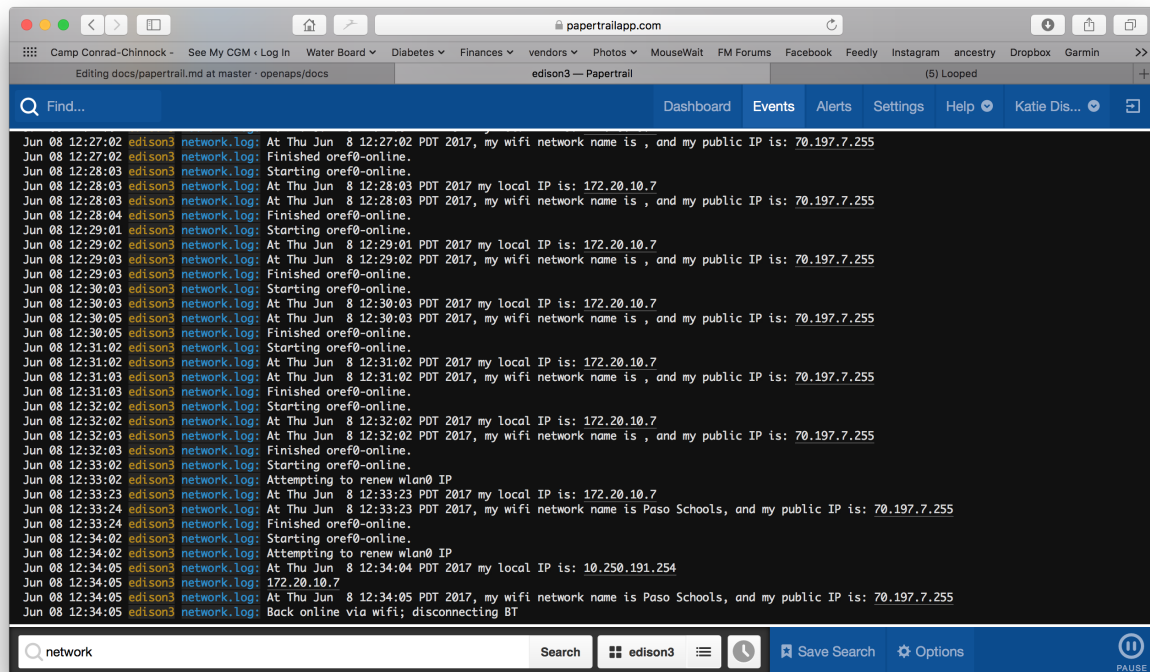 papertrailapp.com
Camp Conrad-Chinnock - See My CGM ‹ Log In Water Board Diabetes Finances vendors Photos MouseWait FM Forums Facebook Feedly Instagram ancestry Dropbox Garmin >>
Editing docs/papertrail.md at master · openaps/docs edison3 — Papertrail (5) Looped +
Find... Dashboard Events Alerts Settings Help Katie Dis...
Jun 08 12:27:02 edison3 network.log: At Thu Jun 8 12:27:02 PDT 2017, my wifi network name is , and my public IP is: 70.197.7.255
Jun 08 12:27:02 edison3 network.log: Finished oref0-online.
Jun 08 12:28:03 edison3 network.log: Starting oref0-online.
Jun 08 12:28:03 edison3 network.log: At Thu Jun 8 12:28:03 PDT 2017 my local IP is: 172.20.10.7
Jun 08 12:28:03 edison3 network.log: At Thu Jun 8 12:28:03 PDT 2017, my wifi network name is , and my public IP is: 70.197.7.255
Jun 08 12:28:04 edison3 network.log: Finished oref0-online.
Jun 08 12:29:01 edison3 network.log: Starting oref0-online.
Jun 08 12:29:02 edison3 network.log: At Thu Jun 8 12:29:01 PDT 2017 my local IP is: 172.20.10.7
Jun 08 12:29:03 edison3 network.log: At Thu Jun 8 12:29:02 PDT 2017, my wifi network name is , and my public IP is: 70.197.7.255
Jun 08 12:29:03 edison3 network.log: Finished oref0-online.
Jun 08 12:30:03 edison3 network.log: Starting oref0-online.
Jun 08 12:30:03 edison3 network.log: At Thu Jun 8 12:30:03 PDT 2017 my local IP is: 172.20.10.7
Jun 08 12:30:05 edison3 network.log: At Thu Jun 8 12:30:03 PDT 2017, my wifi network name is , and my public IP is: 70.197.7.255
Jun 08 12:30:05 edison3 network.log: Finished oref0-online.
Jun 08 12:31:02 edison3 network.log: Starting oref0-online.
Jun 08 12:31:02 edison3 network.log: At Thu Jun 8 12:31:02 PDT 2017 my local IP is: 172.20.10.7
Jun 08 12:31:03 edison3 network.log: At Thu Jun 8 12:31:02 PDT 2017, my wifi network name is , and my public IP is: 70.197.7.255
Jun 08 12:31:03 edison3 network.log: Finished oref0-online.
Jun 08 12:32:02 edison3 network.log: Starting oref0-online.
Jun 08 12:32:02 edison3 network.log: At Thu Jun 8 12:32:02 PDT 2017 my local IP is: 172.20.10.7
Jun 08 12:32:03 edison3 network.log: At Thu Jun 8 12:32:02 PDT 2017, my wifi network name is , and my public IP is: 70.197.7.255
Jun 08 12:32:03 edison3 network.log: Finished oref0-online.
Jun 08 12:33:02 edison3 network.log: Starting oref0-online.
Jun 08 12:33:02 edison3 network.log: Attempting to renew wlan0 IP
Jun 08 12:33:23 edison3 network.log: At Thu Jun 8 12:33:23 PDT 2017 my local IP is: 172.20.10.7
Jun 08 12:33:24 edison3 network.log: At Thu Jun 8 12:33:23 PDT 2017, my wifi network name is Paso Schools, and my public IP is: 70.197.7.255
Jun 08 12:33:24 edison3 network.log: Finished oref0-online.
Jun 08 12:34:02 edison3 network.log: Starting oref0-online.
Jun 08 12:34:02 edison3 network.log: Attempting to renew wlan0 IP
Jun 08 12:34:05 edison3 network.log: At Thu Jun 8 12:34:04 PDT 2017 my local IP is: 10.250.191.254
Jun 08 12:34:05 edison3 network.log: 172.20.10.7
Jun 08 12:34:05 edison3 network.log: At Thu Jun 8 12:34:05 PDT 2017, my wifi network name is Paso Schools, and my public IP is: 70.197.7.255
Jun 08 12:34:05 edison3 network.log: Back online via wifi; disconnecting BT
network Search edison3 Save Search Options PAUSE